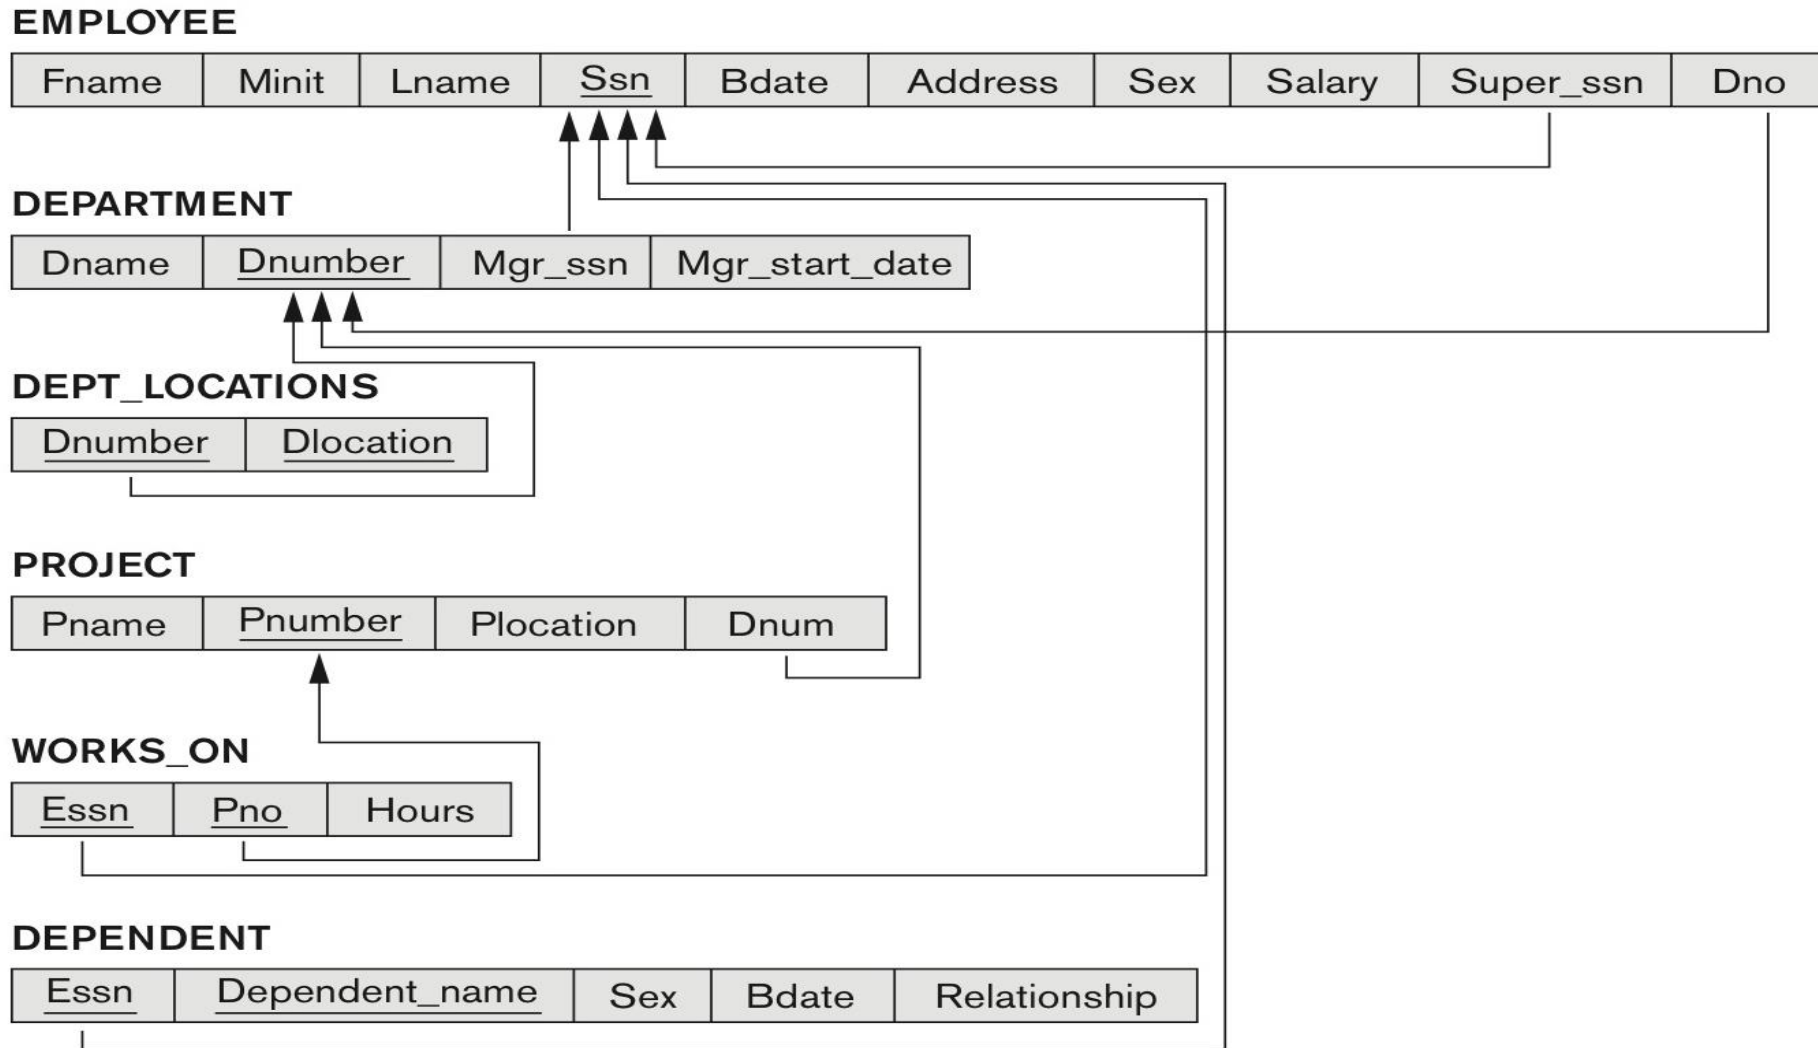 EMPLOYEE
Fname Minit Lname Ssn Bdate Address Sex Salary Super_ssn Dno
DEPARTMENT
Dname Dnumber Mgr_ssn Mgr_start_date
DEPT_LOCATIONS
Dnumber Dlocation
PROJECT
Pname Pnumber Plocation Dnum
WORKS_ON
Essn Pno Hours
DEPENDENT
Essn Dependent_name Sex Bdate Relationship